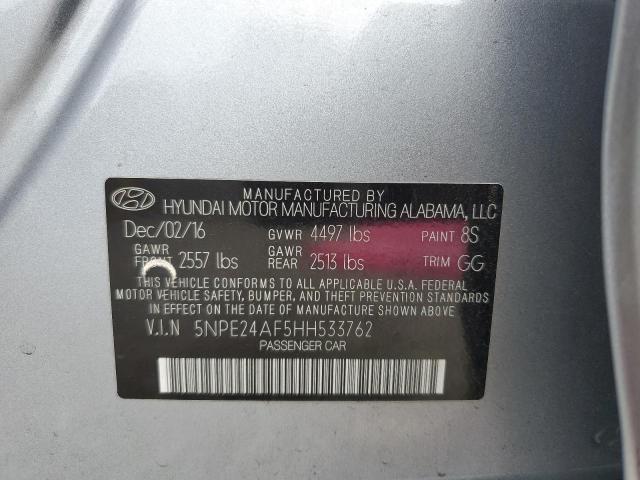 MANUFACTURED BY
HYUNDAI MOTOR MANUFACTURING ALABAMA, LLC
Dec/02/16 GVWR 4497 lbs PAINT 8S
GAWR FRONT 2557 lbs GAWR REAR 2513 lbs TRIM GG
THIS VEHICLE CONFORMS TO ALL APPLICABLE U.S.A. FEDERAL
MOTOR VEHICLE SAFETY, BUMPER, AND THEFT PREVENTION STANDARDS
IN EFFECT ON THE DATE OF MANUFACTURE SHOWN ABOVE.
V.I.N 5NPE24AF5HH533762
PASSENGER CAR